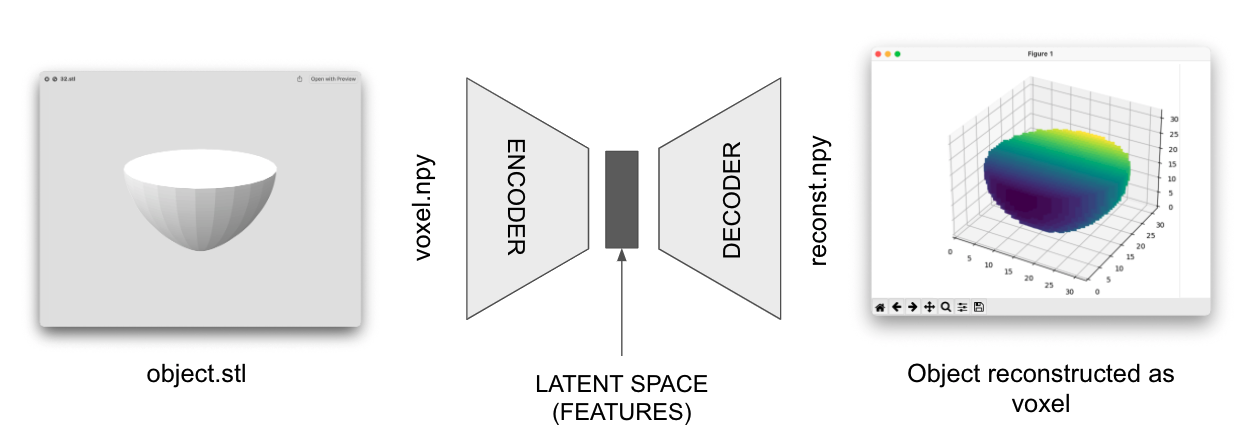 32.stl
Open with Preview
object.stl
voxel.npy
ENCODER
LATENT SPACE
(FEATURES)
DECODER
reconst.npy
Figure 1
30
25
20
15
10
5
0
0
5
10
15
20
25
30
0
5
10
15
20
25
30
Object reconstructed as
voxel